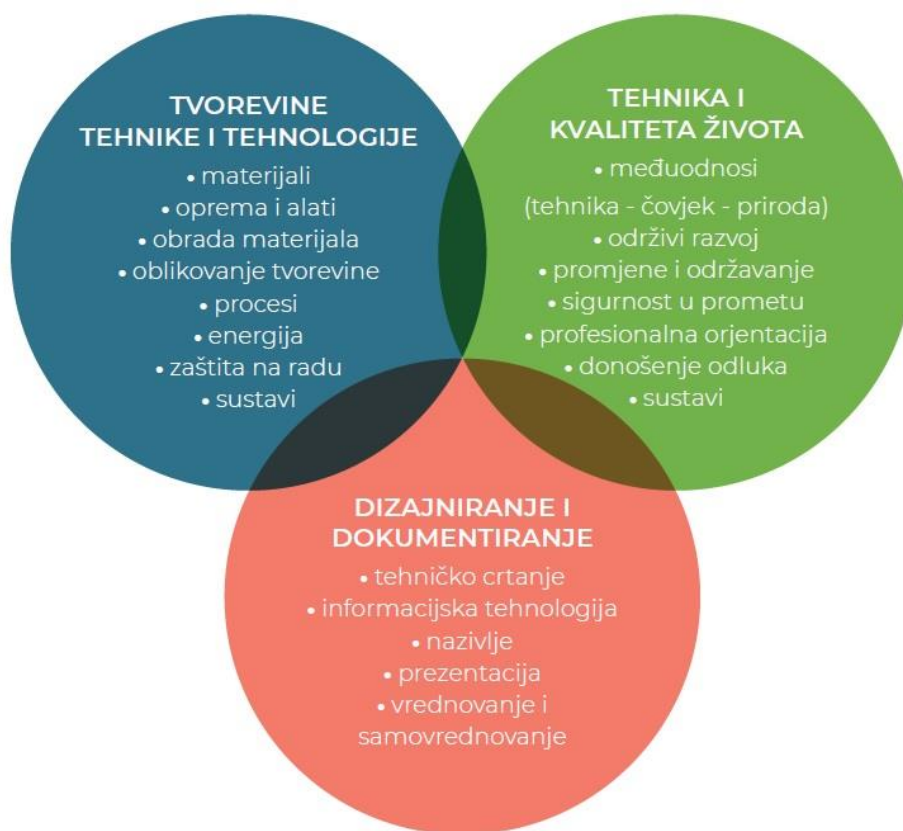 TVOREVINE
TEHNIKE I TEHNOLOGIJE
• materijali
• oprema i alati
• obrada materijala
• oblikovanje tvorevine
• procesi
• energija
• zaštita na radu
• sustavi
TEHNIKA I
KVALITETA ŽIVOTA
• međuodnosi
(tehnika - čovjek - priroda)
• održivi razvoj
• promjene i održavanje
• sigurnost u prometu
• profesionalna orjentacija
• donošenje odluka
• sustavi
DIZAJNIRANJE I
DOKUMENTIRANJE
• tehničko crtanje
• informacijska tehnologija
• nazivlje
• prezentacija
• vrednovanje i
samovrednovanje